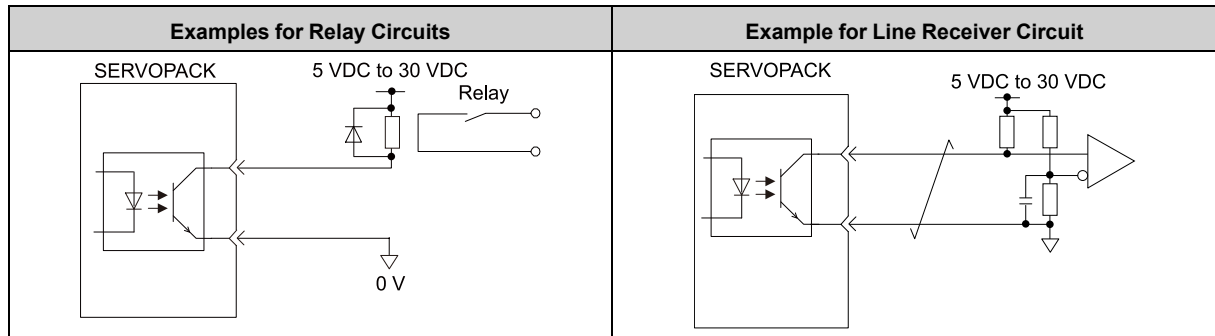 Examples for Relay Circuits
Example for Line Receiver Circuit
SERVOPACK
5 VDC to 30 VDC
Relay
0 V
SERVOPACK
5 VDC to 30 VDC